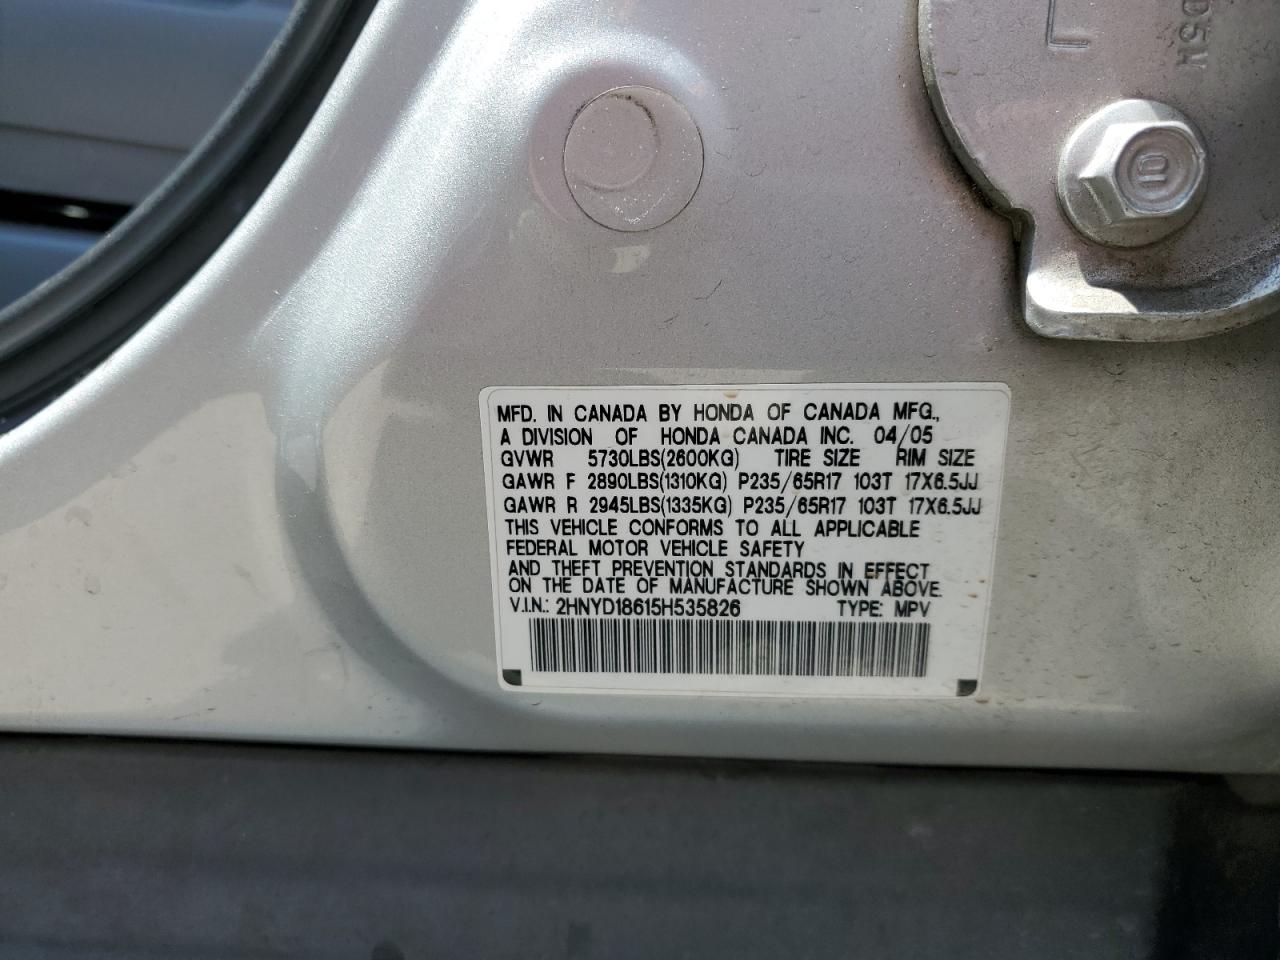 D5W
MFD. IN CANADA BY HONDA OF CANADA MFG.,
A DIVISION OF HONDA CANADA INC. 04/05
GVWR 5730LBS(2600KG) TIRE SIZE RIM SIZE
GAWR F 2890LBS(1310KG) P235/65R17 103T 17X6.5JJ
GAWR R 2945LBS(1335KG) P235/65R17 103T 17X6.5JJ
THIS VEHICLE CONFORMS TO ALL APPLICABLE
FEDERAL MOTOR VEHICLE SAFETY
AND THEFT PREVENTION STANDARDS IN EFFECT
ON THE DATE OF MANUFACTURE SHOWN ABOVE.
V.I.N.: 2HNYD18615H535826 TYPE: MPV